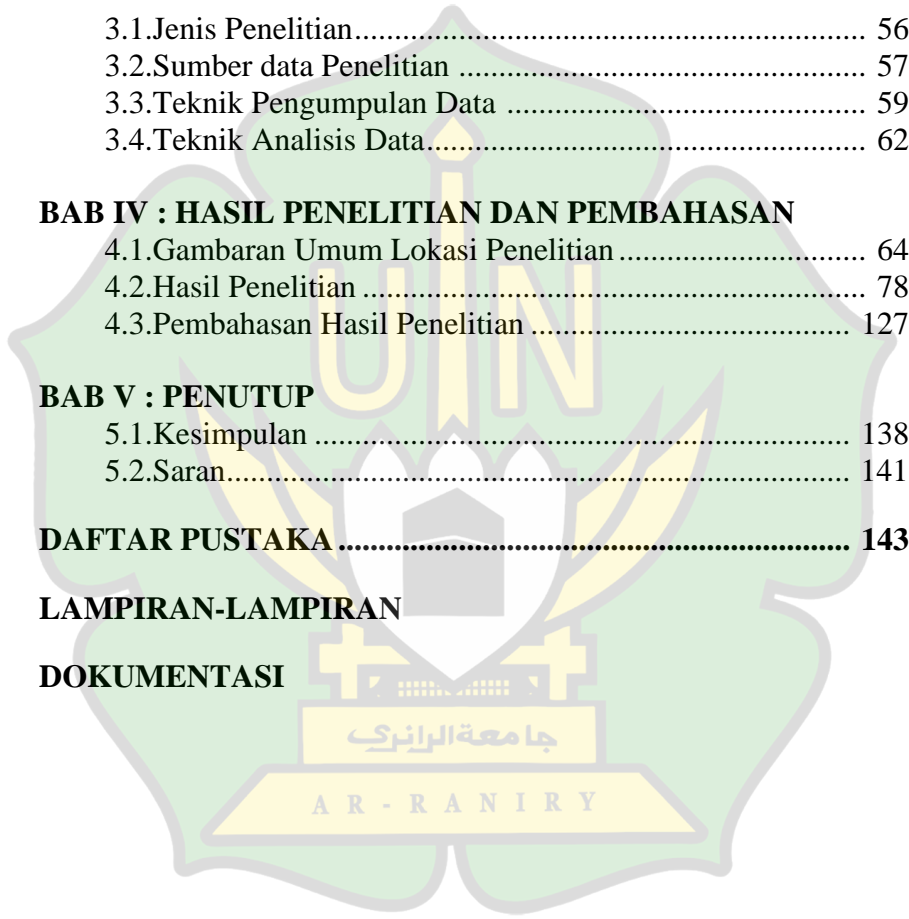 3.1.Jenis Penelitian.................................................................... 56
3.2.Sumber data Penelitian ...................................................... 57
3.3.Teknik Pengumpulan Data ............................................ 59
3.4.Teknik Analisis Data.......................................................... 62
BAB IV : HASIL PENELITIAN DAN PEMBAHASAN
4.1.Gambaran Umum Lokasi Penelitian ................................. 64
4.2.Hasil Penelitian ................................................................... 78
4.3.Pembahasan Hasil Penelitian .......................................... 127
BAB V : PENUTUP
5.1.Kesimpulan ....................................................................... 138
5.2.Saran................................................................................... 141
DAFTAR PUSTAKA .................................................................... 143
LAMPIRAN-LAMPIRAN
DOKUMENTASI
UIN
جامعةالرانري
AR-RANIRY